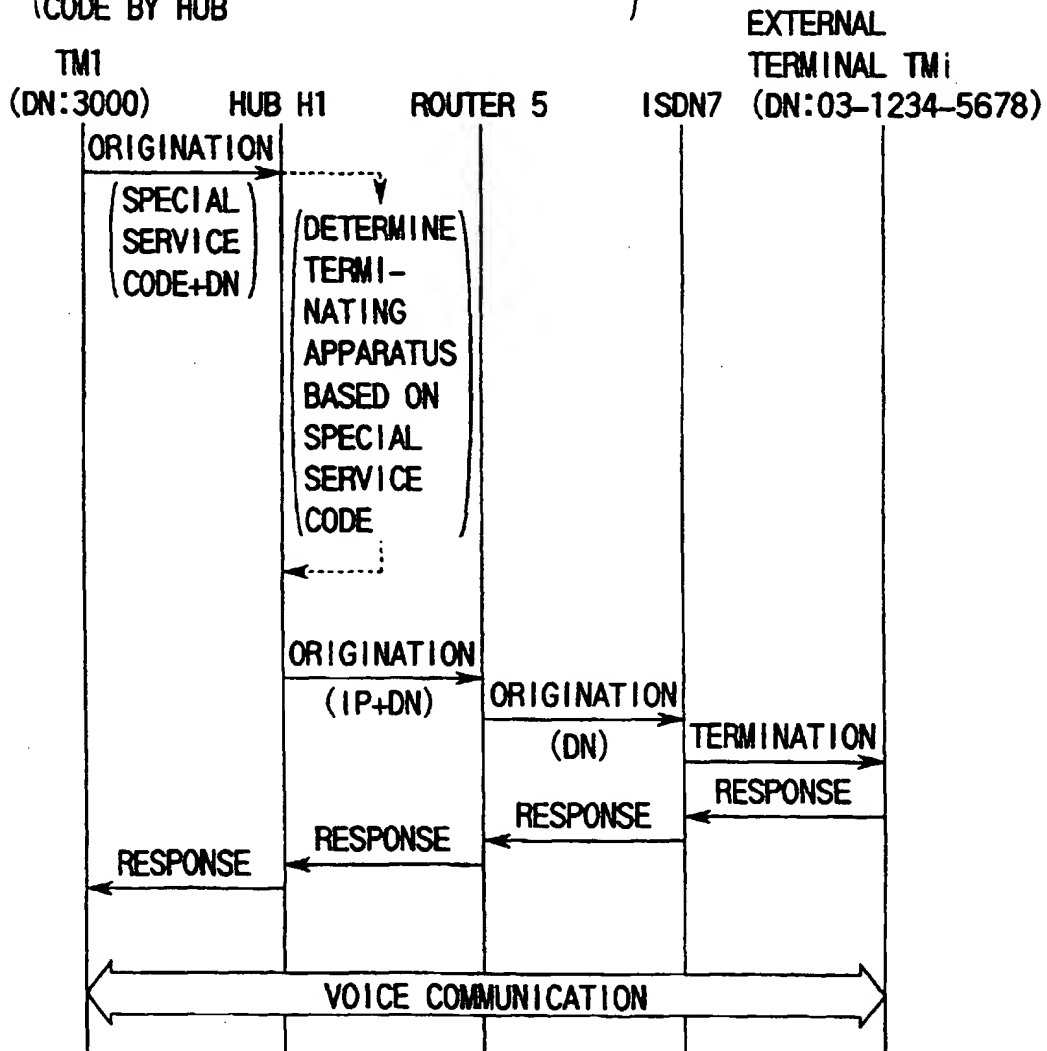 (CODE BY HUB )
EXTERNAL
TERMINAL TMi
TM1
(DN:3000) HUB H1 ROUTER 5 ISDN7 (DN:03-1234-5678)
ORIGINATION
(SPECIAL
SERVICE
CODE+DN)
(DETERMINE
TERMI-
NATING
APPARATUS
BASED ON
SPECIAL
SERVICE
CODE)
ORIGINATION
(IP+DN)
ORIGINATION
(DN)
TERMINATION
RESPONSE
RESPONSE
RESPONSE
RESPONSE
VOICE COMMUNICATION